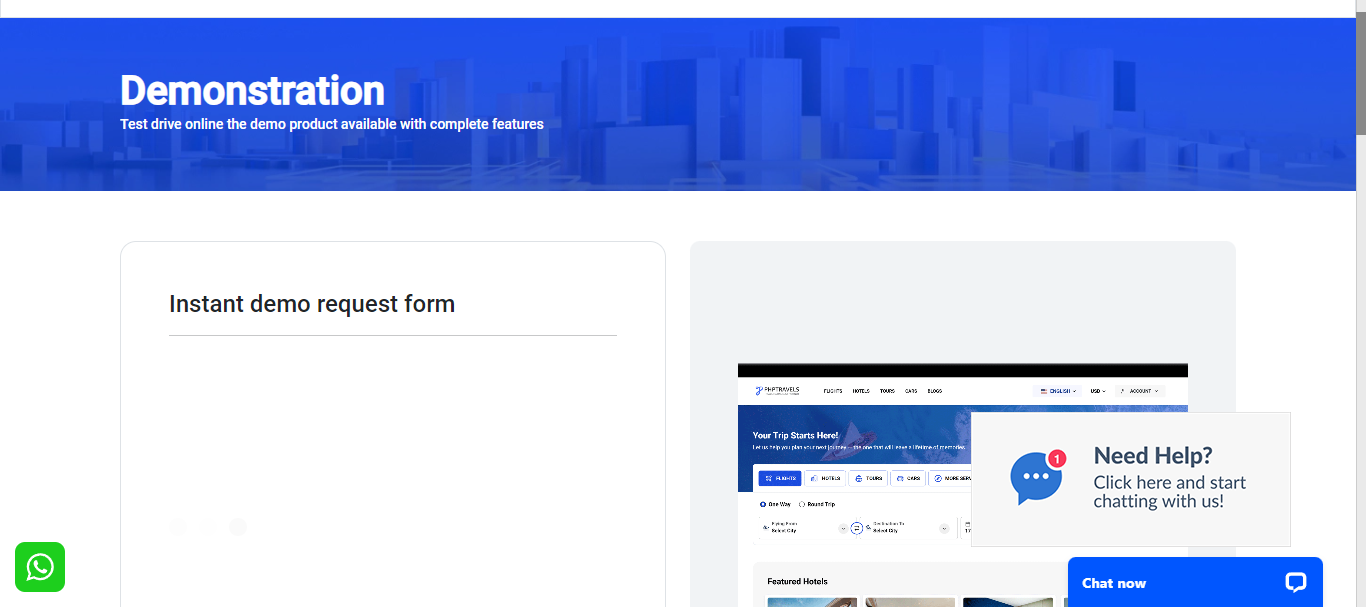 Demonstration
Test drive online the demo product available with complete features
Instant demo request form
PHPTRAVELS
FLIGHTS HOTELS TOURS CARS BLOGS
ENGLISH USD ACCOUNT
Your Trip Starts Here!
Let us help you plan your next journey — the one that will leave a lifetime of memories
FLIGHTS HOTELS TOURS CARS MORE SERV
One Way Round Trip
Flying From
Select City
Destination To
Select City
Featured Hotels
1
Need Help?
Click here and start
chatting with us!
Chat now